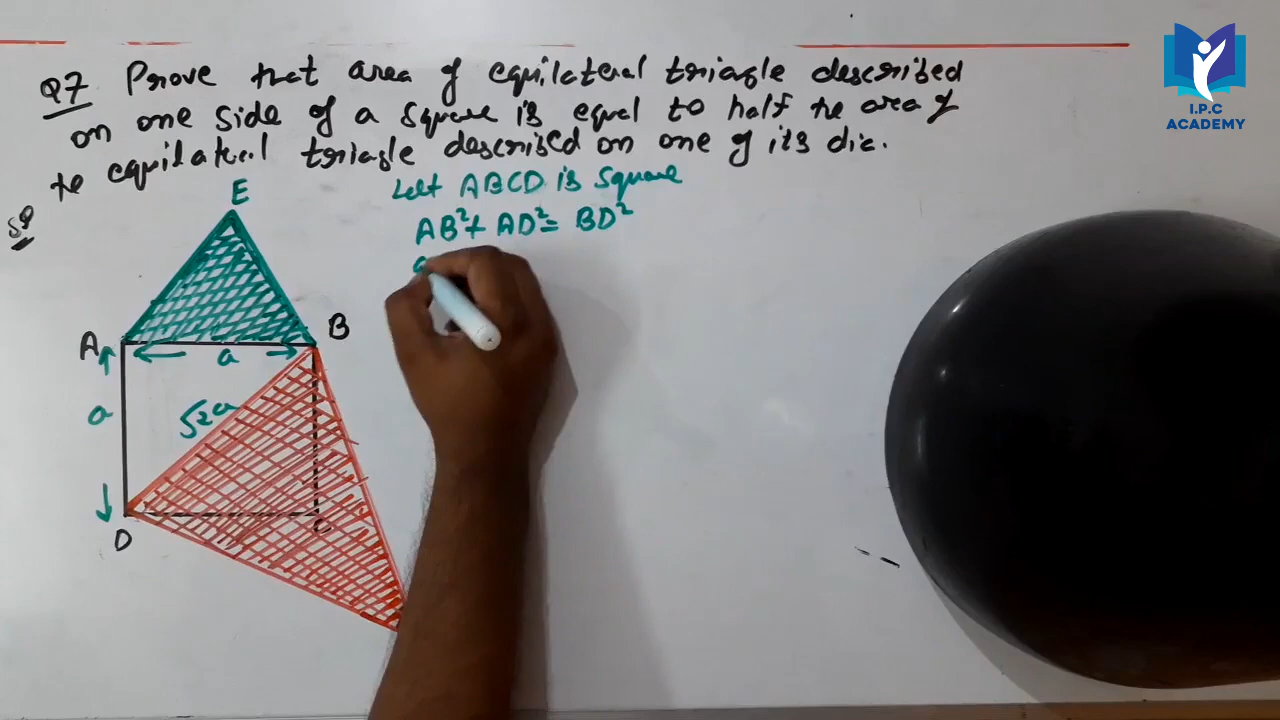 Q7 Prove that area of equilateral triangle described
on one side of a square is equal to half the area of
te equilateral triangle described on one of its dia.
Sol
Let ABCD is square
AB²+ AD² = BD²
a
E
A
B
a
a
√2a
D
I.P.C
ACADEMY